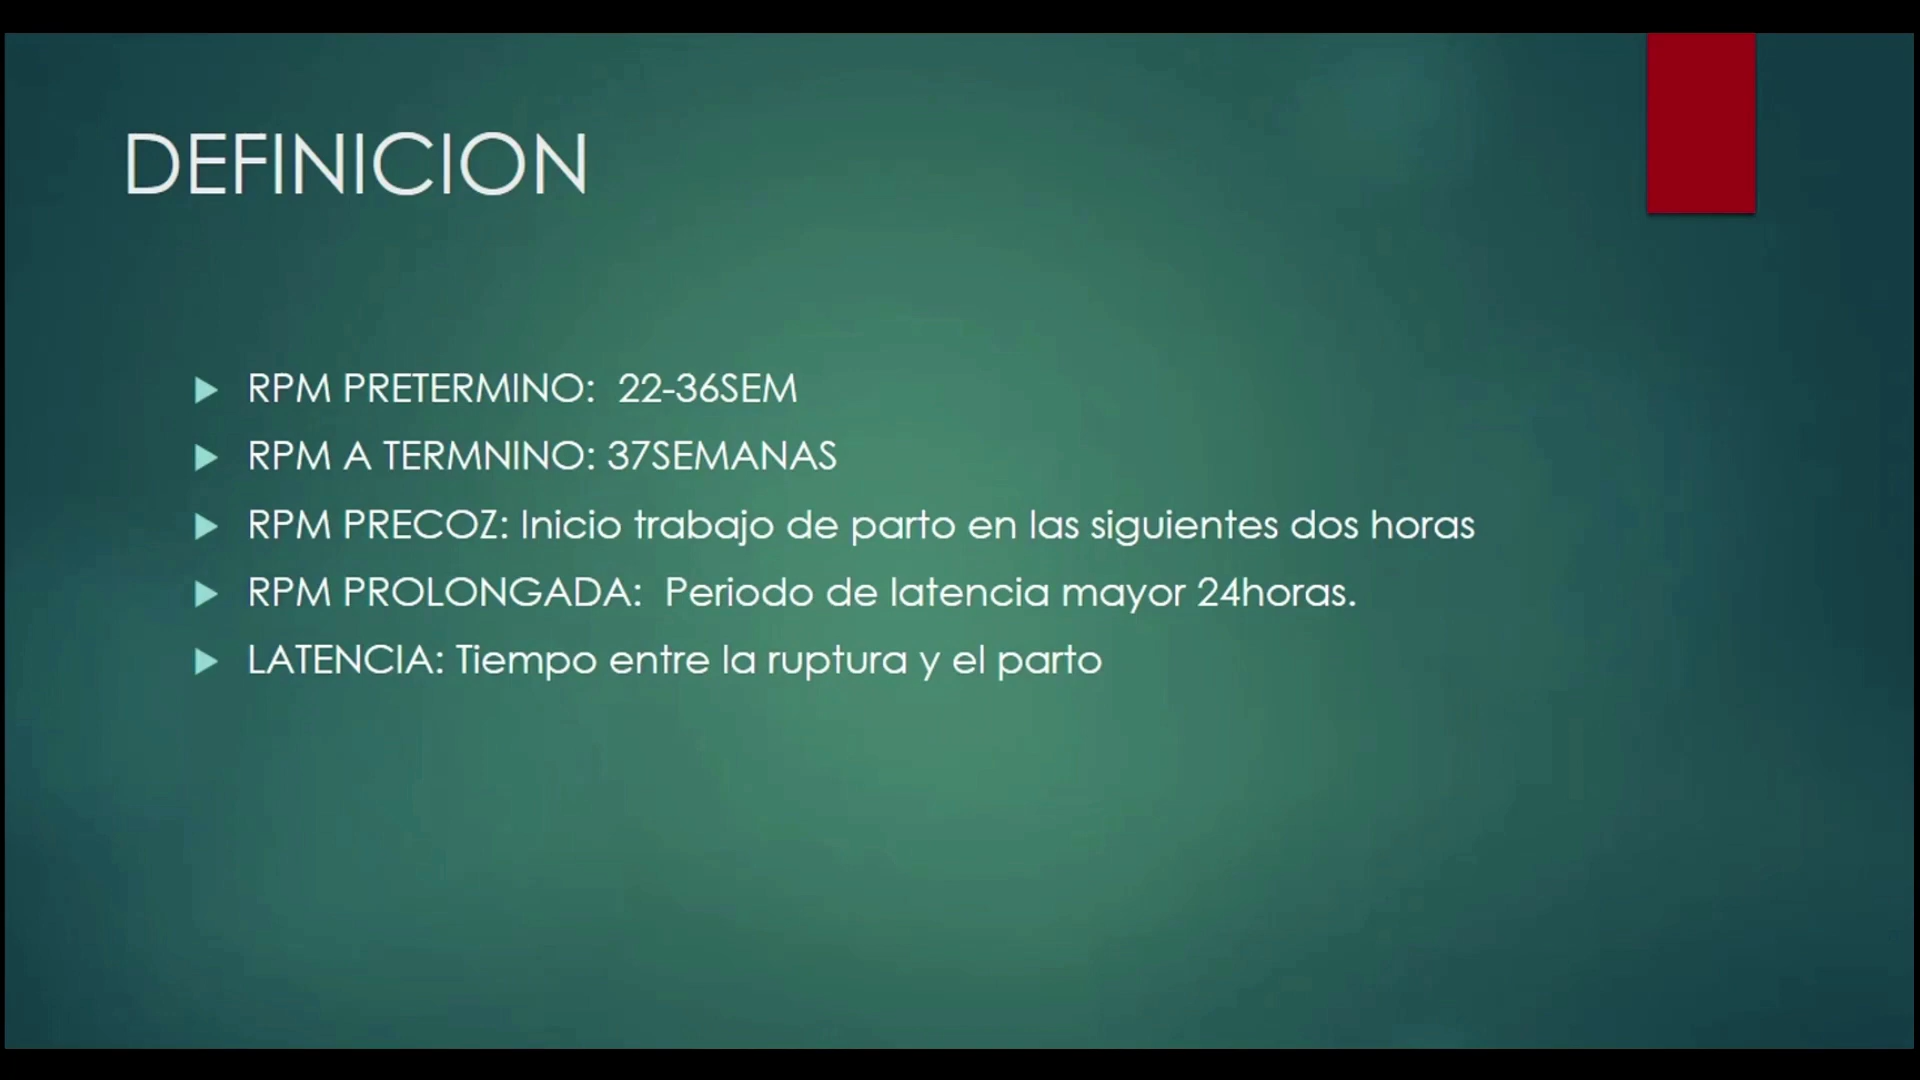 DEFINICION
RPM PRETERMINO: 22-36SEM
RPM A TERMNINO: 37SEMANAS
RPM PRECOZ: Inicio trabajo de parto en las siguientes dos horas
RPM PROLONGADA: Periodo de latencia mayor 24horas.
LATENCIA: Tiempo entre la ruptura y el parto